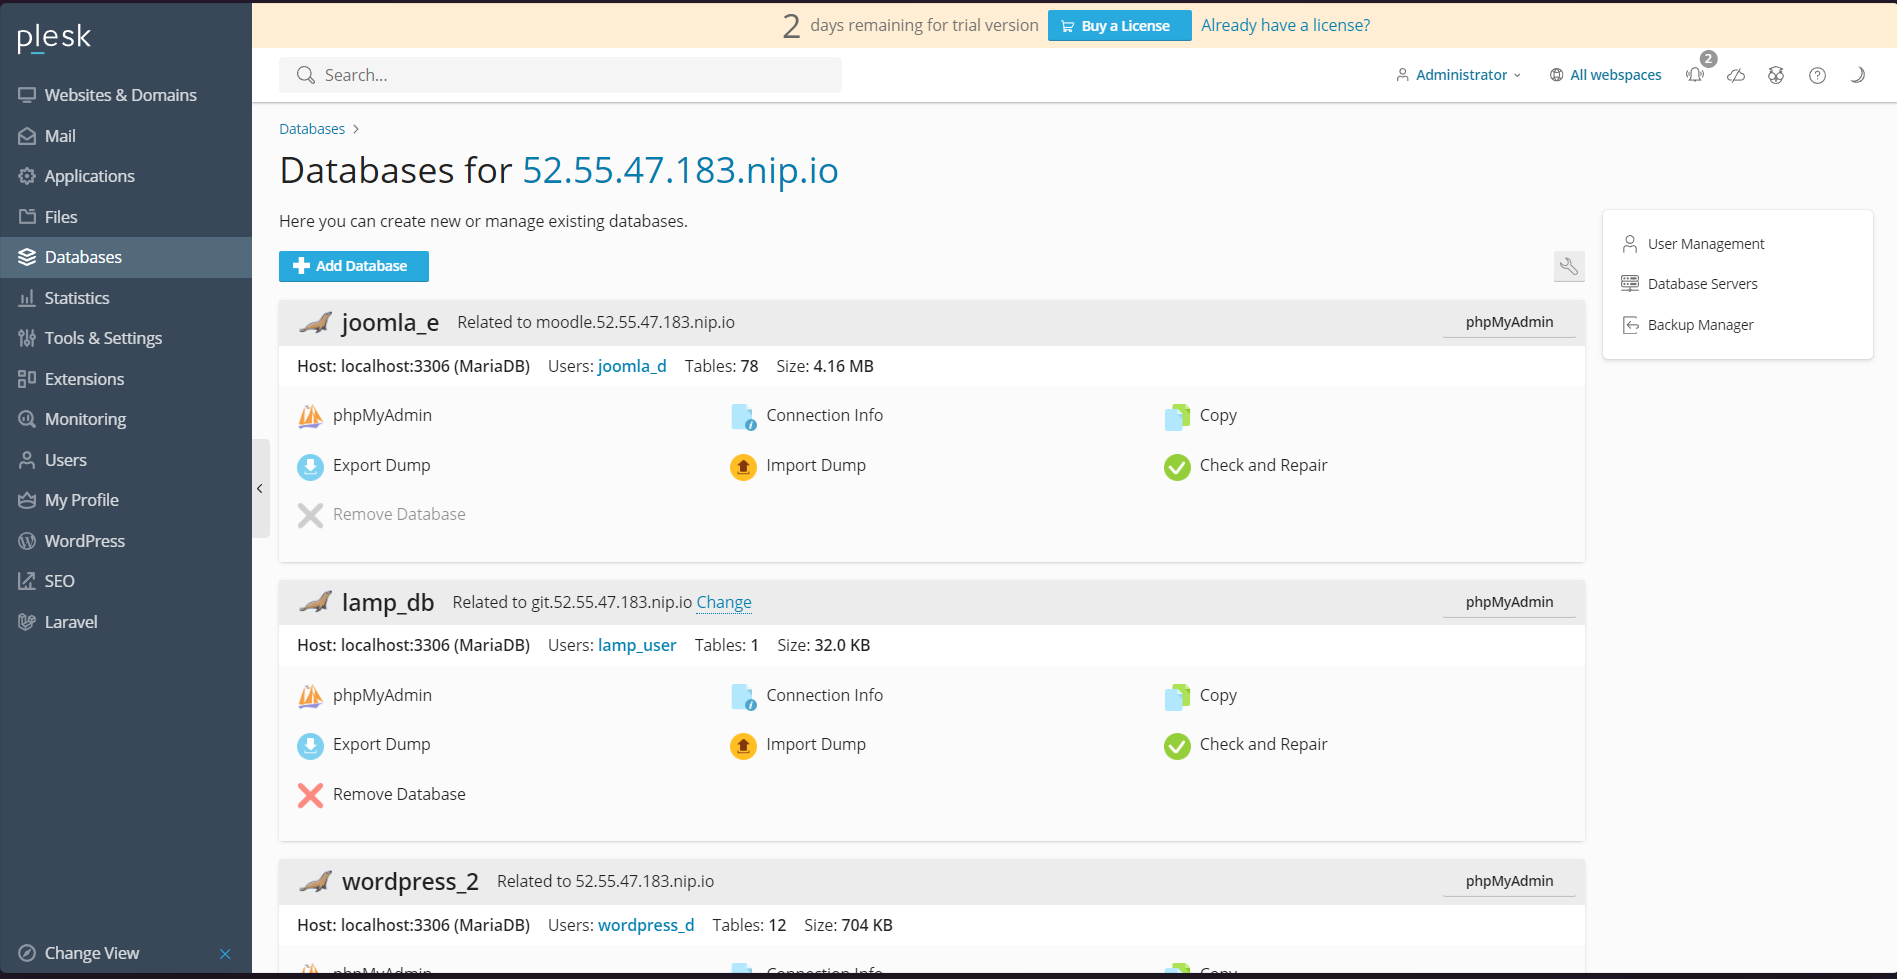 2 days remaining for trial version Buy a License Already have a license?
plesk
Search...
Administrator All webspaces 2
Websites & Domains
Mail
Applications
Files
Databases
Statistics
Tools & Settings
Extensions
Monitoring
Users
My Profile
WordPress
SEO
Laravel
Change View
Databases >
Databases for 52.55.47.183.nip.io
Here you can create new or manage existing databases.
Add Database
joomla_e Related to moodle.52.55.47.183.nip.io phpMyAdmin
Host: localhost:3306 (MariaDB) Users: joomla_d Tables: 78 Size: 4.16 MB
phpMyAdmin Connection Info Copy
Export Dump Import Dump Check and Repair
Remove Database
lamp_db Related to git.52.55.47.183.nip.io Change phpMyAdmin
Host: localhost:3306 (MariaDB) Users: lamp_user Tables: 1 Size: 32.0 KB
phpMyAdmin Connection Info Copy
Export Dump Import Dump Check and Repair
Remove Database
wordpress_2 Related to 52.55.47.183.nip.io phpMyAdmin
Host: localhost:3306 (MariaDB) Users: wordpress_d Tables: 12 Size: 704 KB
phpMyAdmin Connection Info Copy
User Management
Database Servers
Backup Manager